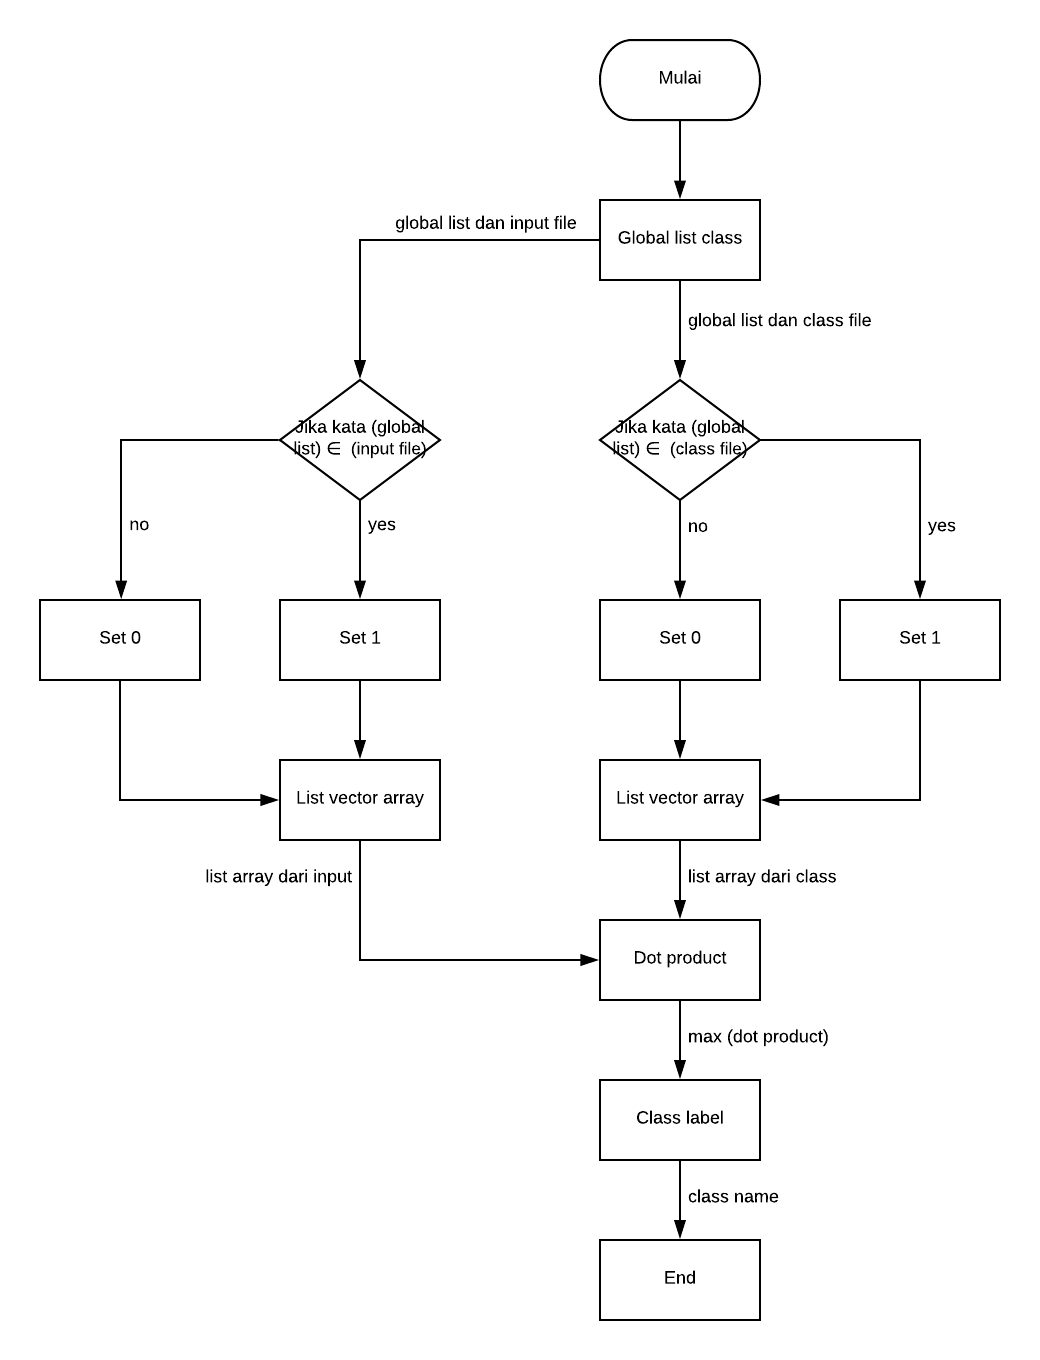 Mulai
global list dan input file
Global list class
global list dan class file
Jika kata (global
list) ∈ (input file)
Jika kata (global
list) ∈ (class file)
no
yes
no
yes
Set 0
Set 1
Set 0
Set 1
List vector array
List vector array
list array dari input
list array dari class
Dot product
max (dot product)
Class label
class name
End